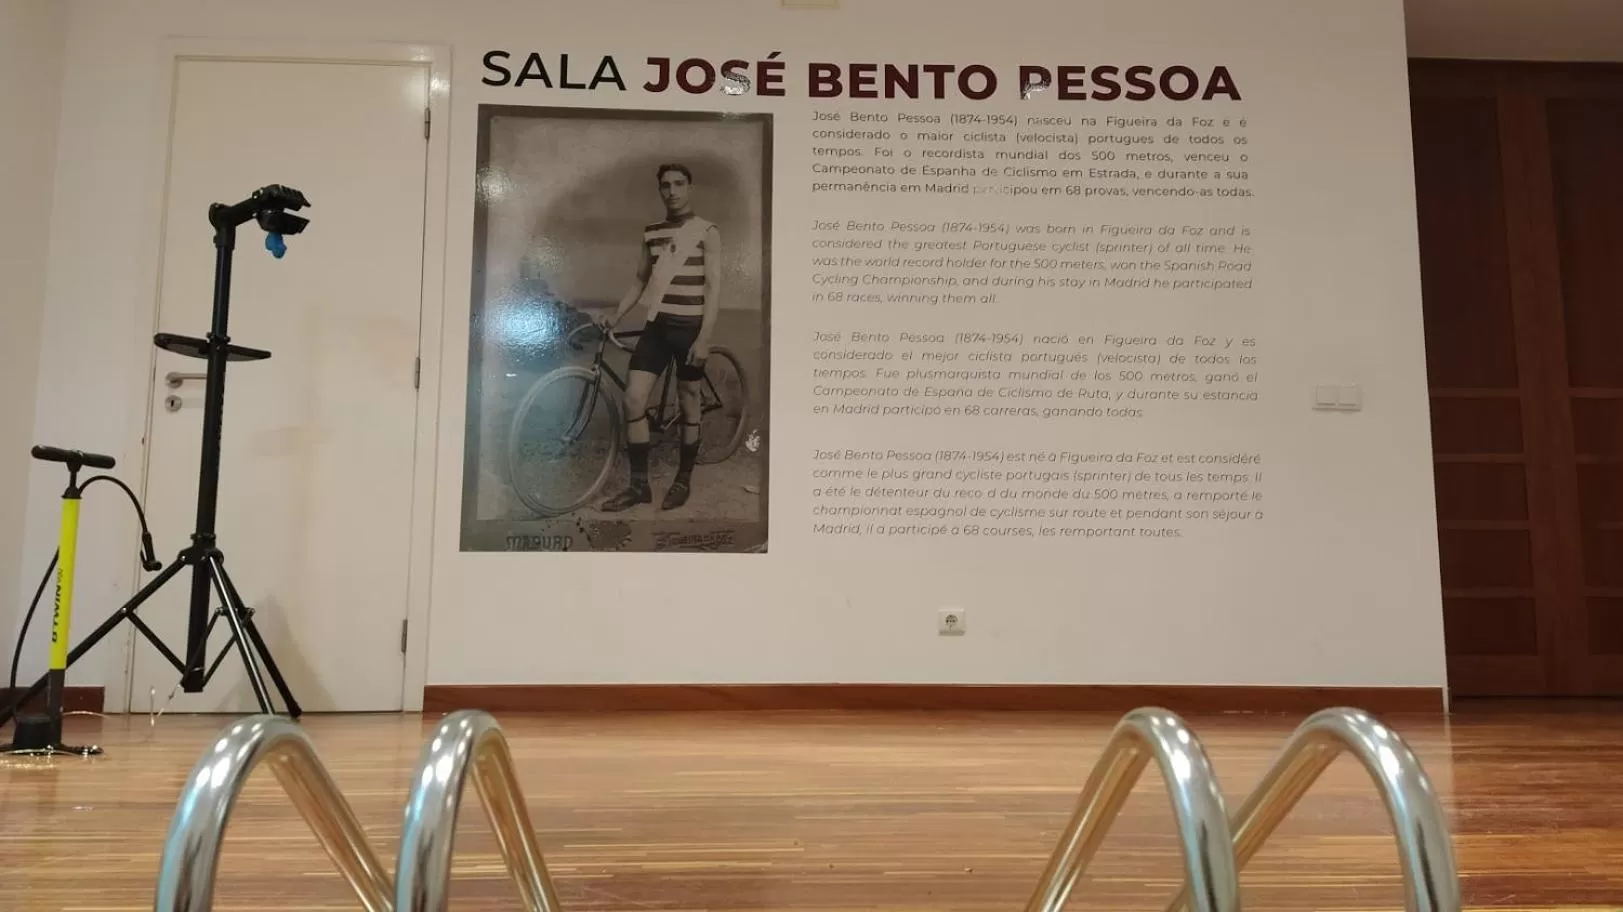 SALA JOSÉ BENTO PESSOA
José Bento Pessoa (1874-1954) nasceu na Figueira da Foz e é
considerado o maior ciclista (velocista) portugues de todos os
tempos. Foi o recordista mundial dos 500 metros, venceu o
Campeonato de Espanha de Ciclismo em Estrada, e durante a sua
permanência em Madrid participou em 68 provas, vencendo-as todas.
José Bento Pessoa (1874-1954) was born in Figueira da Foz and is
considered the greatest Portuguese cyclist (sprinter) of all time. He
was the world record holder for the 500 meters, won the Spanish Road
Cycling Championship, and during his stay in Madrid he participated
in 68 races, winning them all.
José Bento Pessoa (1874-1954) nació en Figueira da Foz y es
considerado el mejor ciclista portugués (velocista) de todos los
tiempos. Fue plusmarquista mundial de los 500 metros, ganó el
Campeonato de España de Ciclismo de Ruta, y durante su estancia
en Madrid participó en 68 carreras, ganando todas.
José Bento Pessoa (1874-1954) est né à Figueira da Foz et est considéré
comme le plus grand cycliste portugais (sprinter) de tous les temps. Il
a été le détenteur du reco d du monde du 500 mètres, a remporté le
championnat espagnol de cyclisme sur route et pendant son séjour à
Madrid, il a participé à 68 courses, les remportant toutes.
B'TWIN